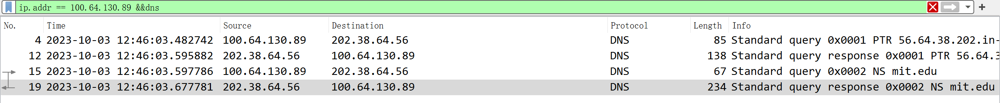 ip.addr == 100.64.130.89 &&dns
No. Time Source Destination Protocol Length Info
4 2023-10-03 12:46:03.482742 100.64.130.89 202.38.64.56 DNS 85 Standard query 0x0001 PTR 56.64.38.202.in-
12 2023-10-03 12:46:03.595882 202.38.64.56 100.64.130.89 DNS 138 Standard query response 0x0001 PTR 56.64.3
15 2023-10-03 12:46:03.597786 100.64.130.89 202.38.64.56 DNS 67 Standard query 0x0002 NS mit.edu
19 2023-10-03 12:46:03.677781 202.38.64.56 100.64.130.89 DNS 234 Standard query response 0x0002 NS mit.edu